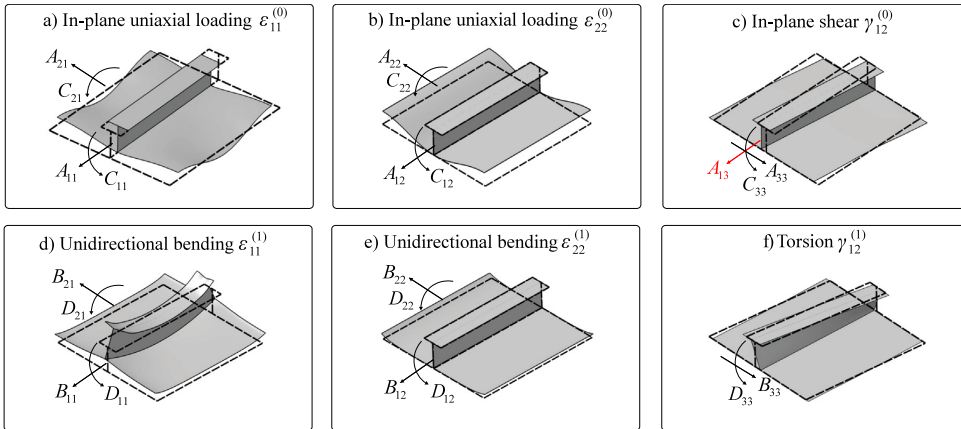 a) In-plane uniaxial loading ε₁₁⁽⁰⁾
A₂₁
C₂₁
A₁₁
C₁₁
b) In-plane uniaxial loading ε₂₂⁽⁰⁾
A₂₂
C₂₂
A₁₂
C₁₂
c) In-plane shear γ₁₂⁽⁰⁾
A₁₃
A₃₃
C₃₃
d) Unidirectional bending ε₁₁⁽¹⁾
B₂₁
D₂₁
B₁₁
D₁₁
e) Unidirectional bending ε₂₂⁽¹⁾
B₂₂
D₂₂
B₁₂
D₁₂
f) Torsion γ₁₂⁽¹⁾
B₃₃
D₃₃